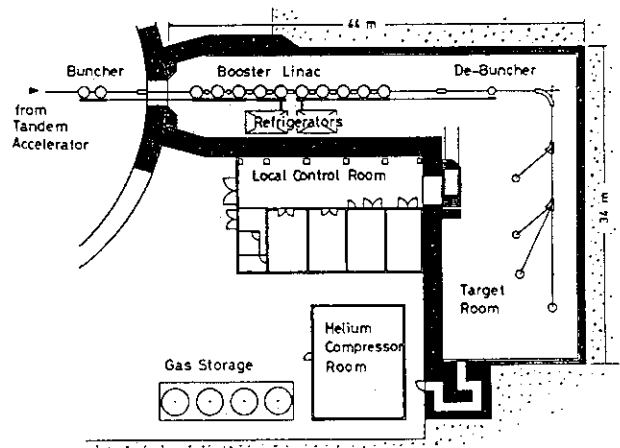 44 m
Buncher
Booster Linac
De-Buncher
from
Tandem
Accelerator
Refrigerators
Local Control Room
34 m
Target
Room
Helium
Compressor
Room
Gas Storage